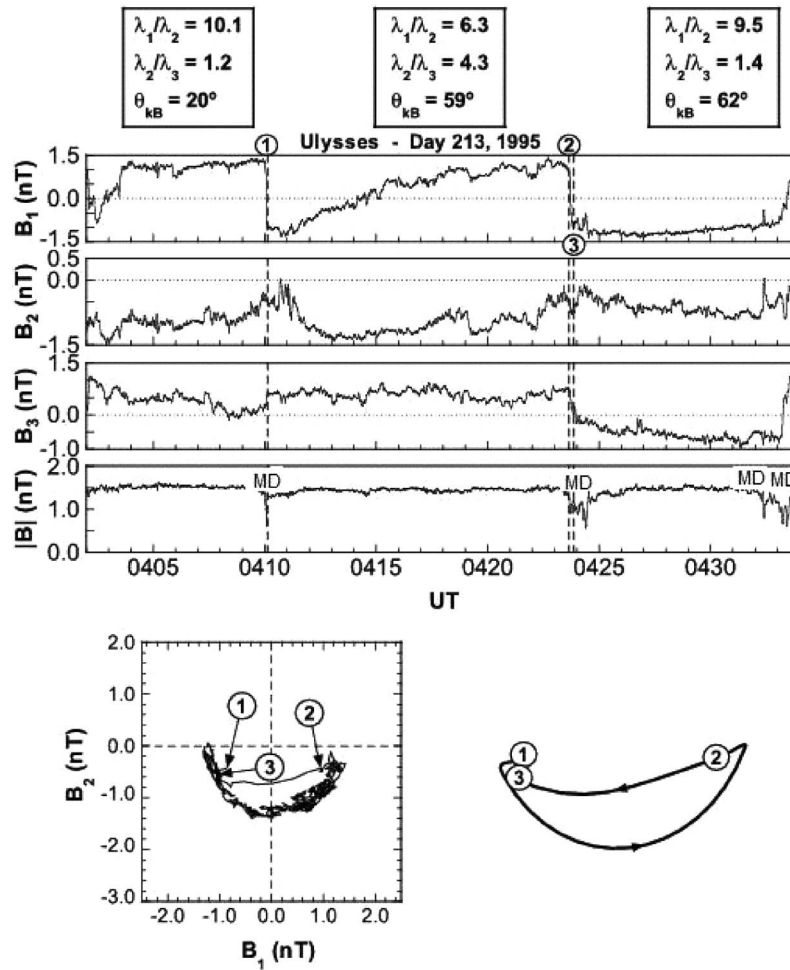 λ1/λ2 = 10.1
λ2/λ3 = 1.2
θkB = 20º
λ1/λ2 = 6.3
λ2/λ3 = 4.3
θkB = 59º
λ1/λ2 = 9.5
λ2/λ3 = 1.4
θkB = 62º
1 Ulysses - Day 213, 1995 2
B1 (nT)
1.5
0.0
-1.5
3
B2 (nT)
0.5
0.0
-1.5
B3 (nT)
1.0
0.0
-1.0
|B| (nT)
2.0
1.0
0.0
MD MD MD MD
0405 0410 0415 0420 0425 0430
UT
B2 (nT)
2.0
1.0
0.0
-1.0
-2.0
-3.0
1 2
3
-2.0 -1.0 0.0 1.0 2.0
B1 (nT)
1 2
3